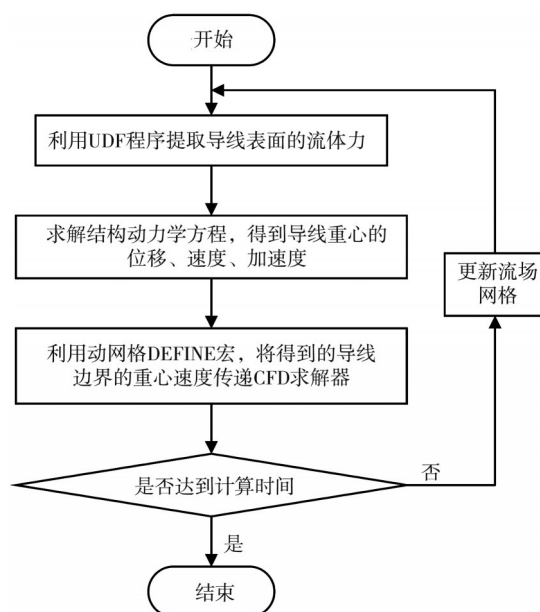 开始
利用UDF程序提取导线表面的流体力
求解结构动力学方程，得到导线重心的
位移、速度、加速度
更新流场
网格
利用动网格DEFINE宏，将得到的导线
边界的重心速度传递CFD求解器
是否达到计算时间
否
是
结束